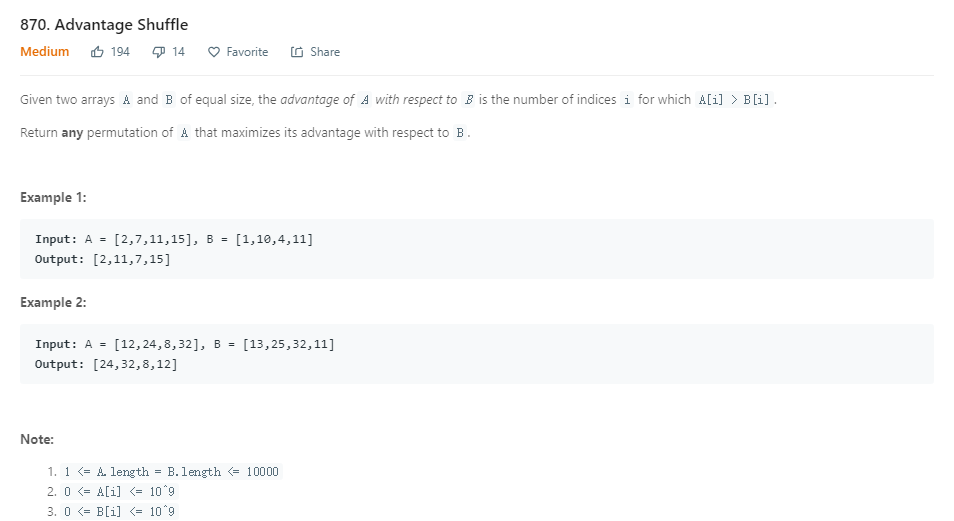 870. Advantage Shuffle
Medium 194 14 Favorite Share
Given two arrays A and B of equal size, the advantage of A with respect to B is the number of indices i for which A[i] > B[i].
Return any permutation of A that maximizes its advantage with respect to B.
Example 1:
Input: A = [2,7,11,15], B = [1,10,4,11]
Output: [2,11,7,15]
Example 2:
Input: A = [12,24,8,32], B = [13,25,32,11]
Output: [24,32,8,12]
Note:
1. 1 <= A.length = B.length <= 10000
2. 0 <= A[i] <= 10^9
3. 0 <= B[i] <= 10^9